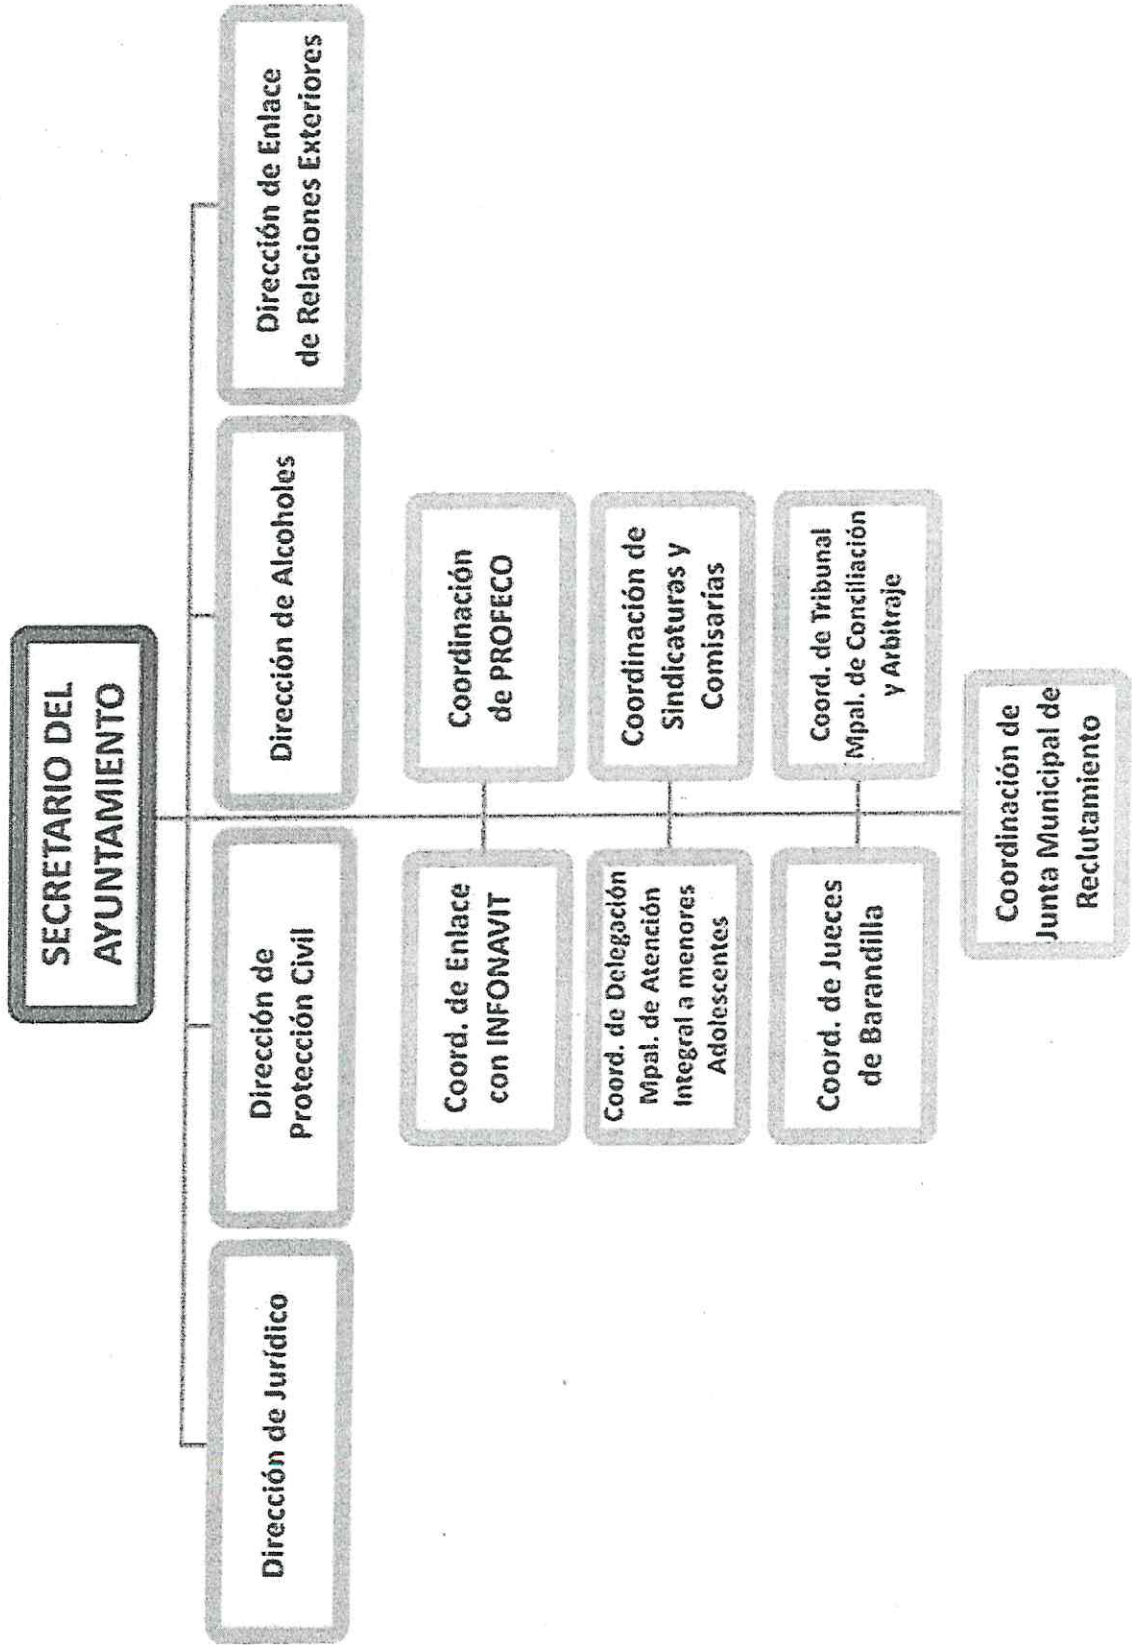 SECRETARIO DEL
AYUNTAMIENTO
Dirección de Jurídico
Dirección de
Protección Civil
Dirección de Alcoholes
Dirección de Enlace
de Relaciones Exteriores
Coord. de Enlace
con INFONAVIT
Coordinación
de PROFECO
Coord. de Delegación
Mpal. de Atención
Integral a menores
Adolescentes
Coordinación de
Sindicaturas y
Comisarías
Coord. de Jueces
de Barandilla
Coord. de Tribunal
Mpal. de Conciliación
y Arbitraje
Coordinación de
Junta Municipal de
Reclutamiento